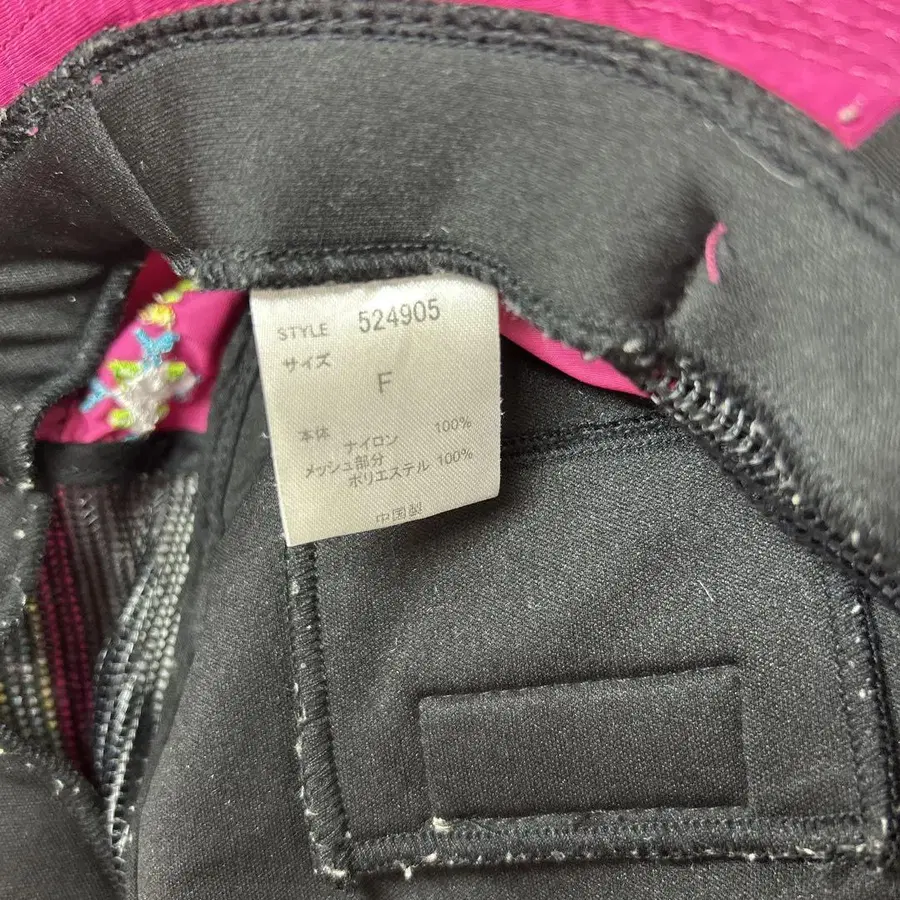 STYLE 524905
サイズ
F
本体 ナイロン 100%
メッシュ部分
ポリエステル 100%
中国製